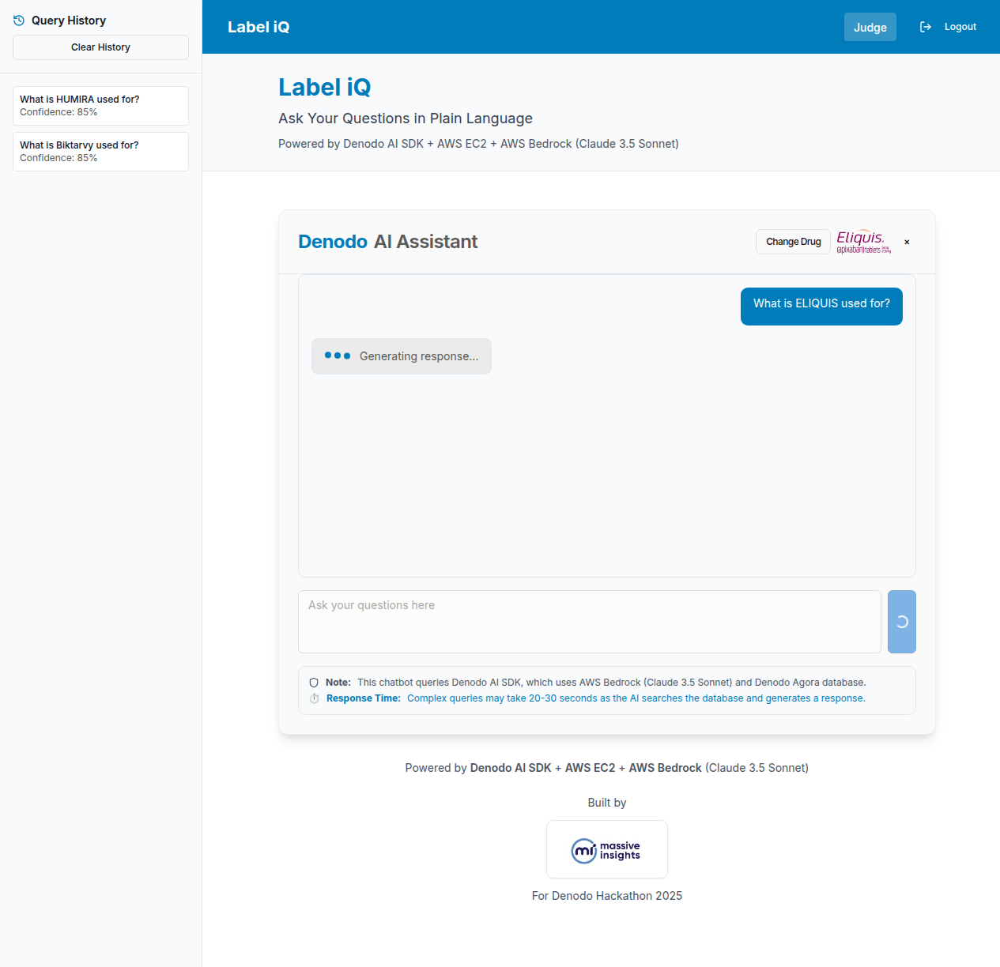 Query History
Clear History
What is HUMIRA used for?
Confidence: 85%
What is Biktarvy used for?
Confidence: 85%
Label iQ
Judge
Logout
Label iQ
Ask Your Questions in Plain Language
Powered by Denodo AI SDK + AWS EC2 + AWS Bedrock (Claude 3.5 Sonnet)
Denodo AI Assistant
Change Drug
Eliquis.
(apixaban) tablets
×
What is ELIQUIS used for?
Generating response...
Ask your questions here
Note: This chatbot queries Denodo AI SDK, which uses AWS Bedrock (Claude 3.5 Sonnet) and Denodo Agora database.
Response Time: Complex queries may take 20-30 seconds as the AI searches the database and generates a response.
Powered by Denodo AI SDK + AWS EC2 + AWS Bedrock (Claude 3.5 Sonnet)
Built by
mi massive
insights
For Denodo Hackathon 2025